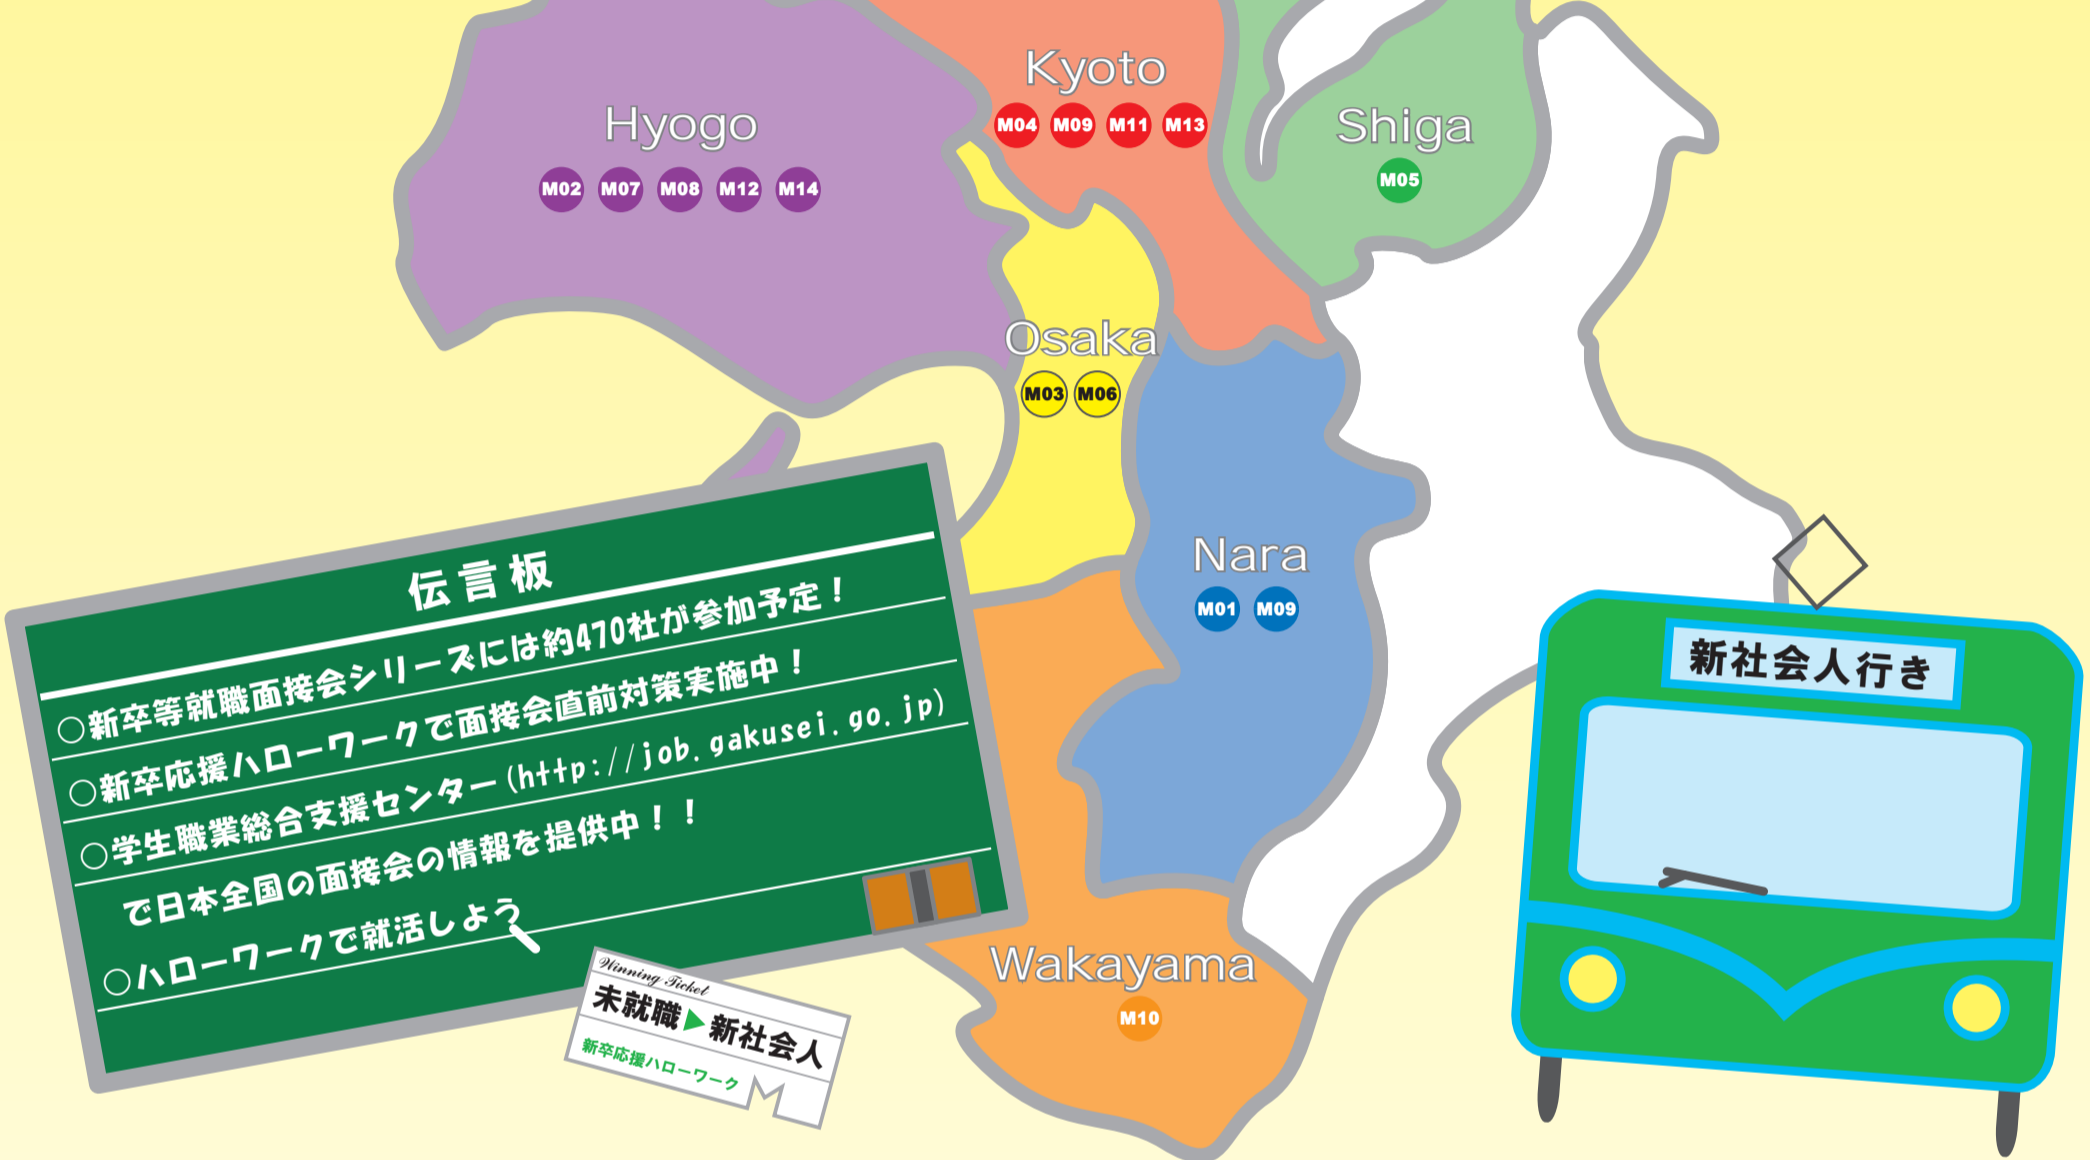 Kyoto
M04 M09 M11 M13
Hyogo
M02 M07 M08 M12 M14
Shiga
M05
Osaka
M03 M06
Nara
M01 M09
Wakayama
M10
伝言板
○新卒等就職面接会シリーズには約470社が参加予定！
○新卒応援ハローワークで面接会直前対策実施中！
○学生職業総合支援センター(http://job.gakusei.go.jp)
で日本全国の面接会の情報を提供中！！
○ハローワークで就活しよう
Winning Ticket
未就職▶新社会人
新卒応援ハローワーク
新社会人行き